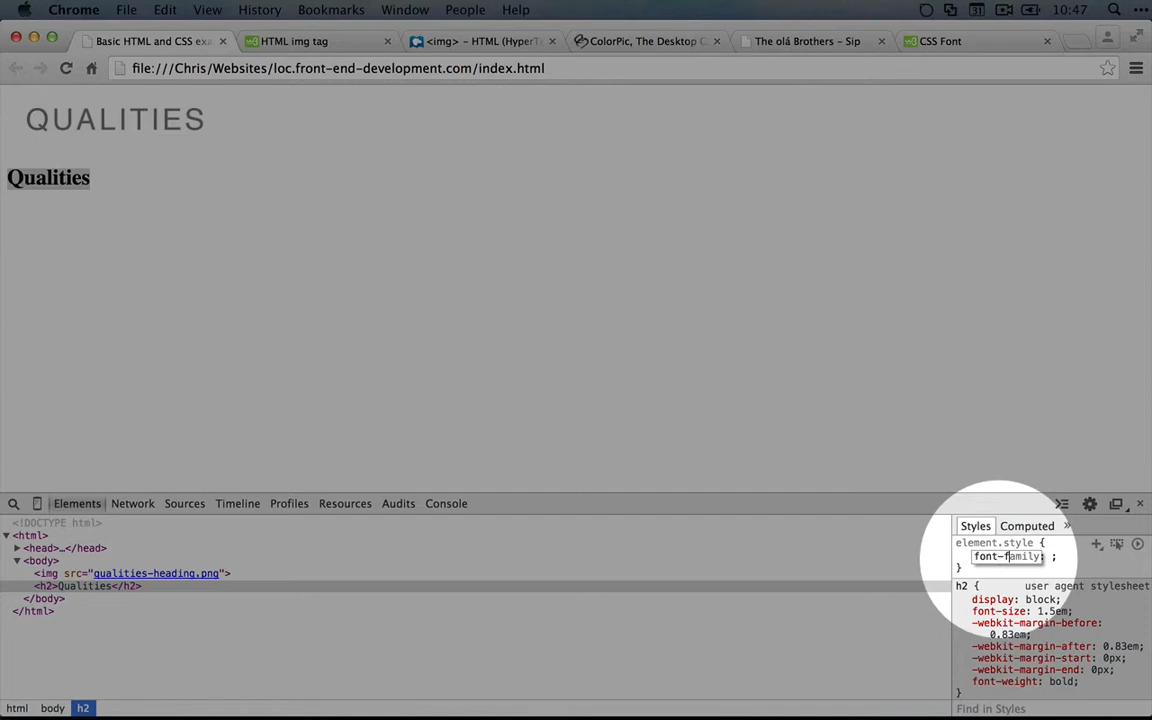 Chrome File Edit View History Bookmarks Window People Help 31 10:47
Basic HTML and CSS exa HTML img tag <img> - HTML (HyperT ColorPic, The Desktop C The olá Brothers - Sip CSS Font
file:///Chris/Websites/loc.front-end-development.com/index.html
QUALITIES
Qualities
Elements Network Sources Timeline Profiles Resources Audits Console
<!DOCTYPE html>
<html>
<head>…</head>
<body>
<img src="qualities-heading.png">
<h2>Qualities</h2>
</body>
</html>
html body h2
Styles Computed »
element.style {
font-family: ;
}
h2 { user agent stylesheet
display: block;
font-size: 1.5em;
-webkit-margin-before:
0.83em;
-webkit-margin-after: 0.83em;
-webkit-margin-start: 0px;
-webkit-margin-end: 0px;
font-weight: bold;
}
Find in Styles